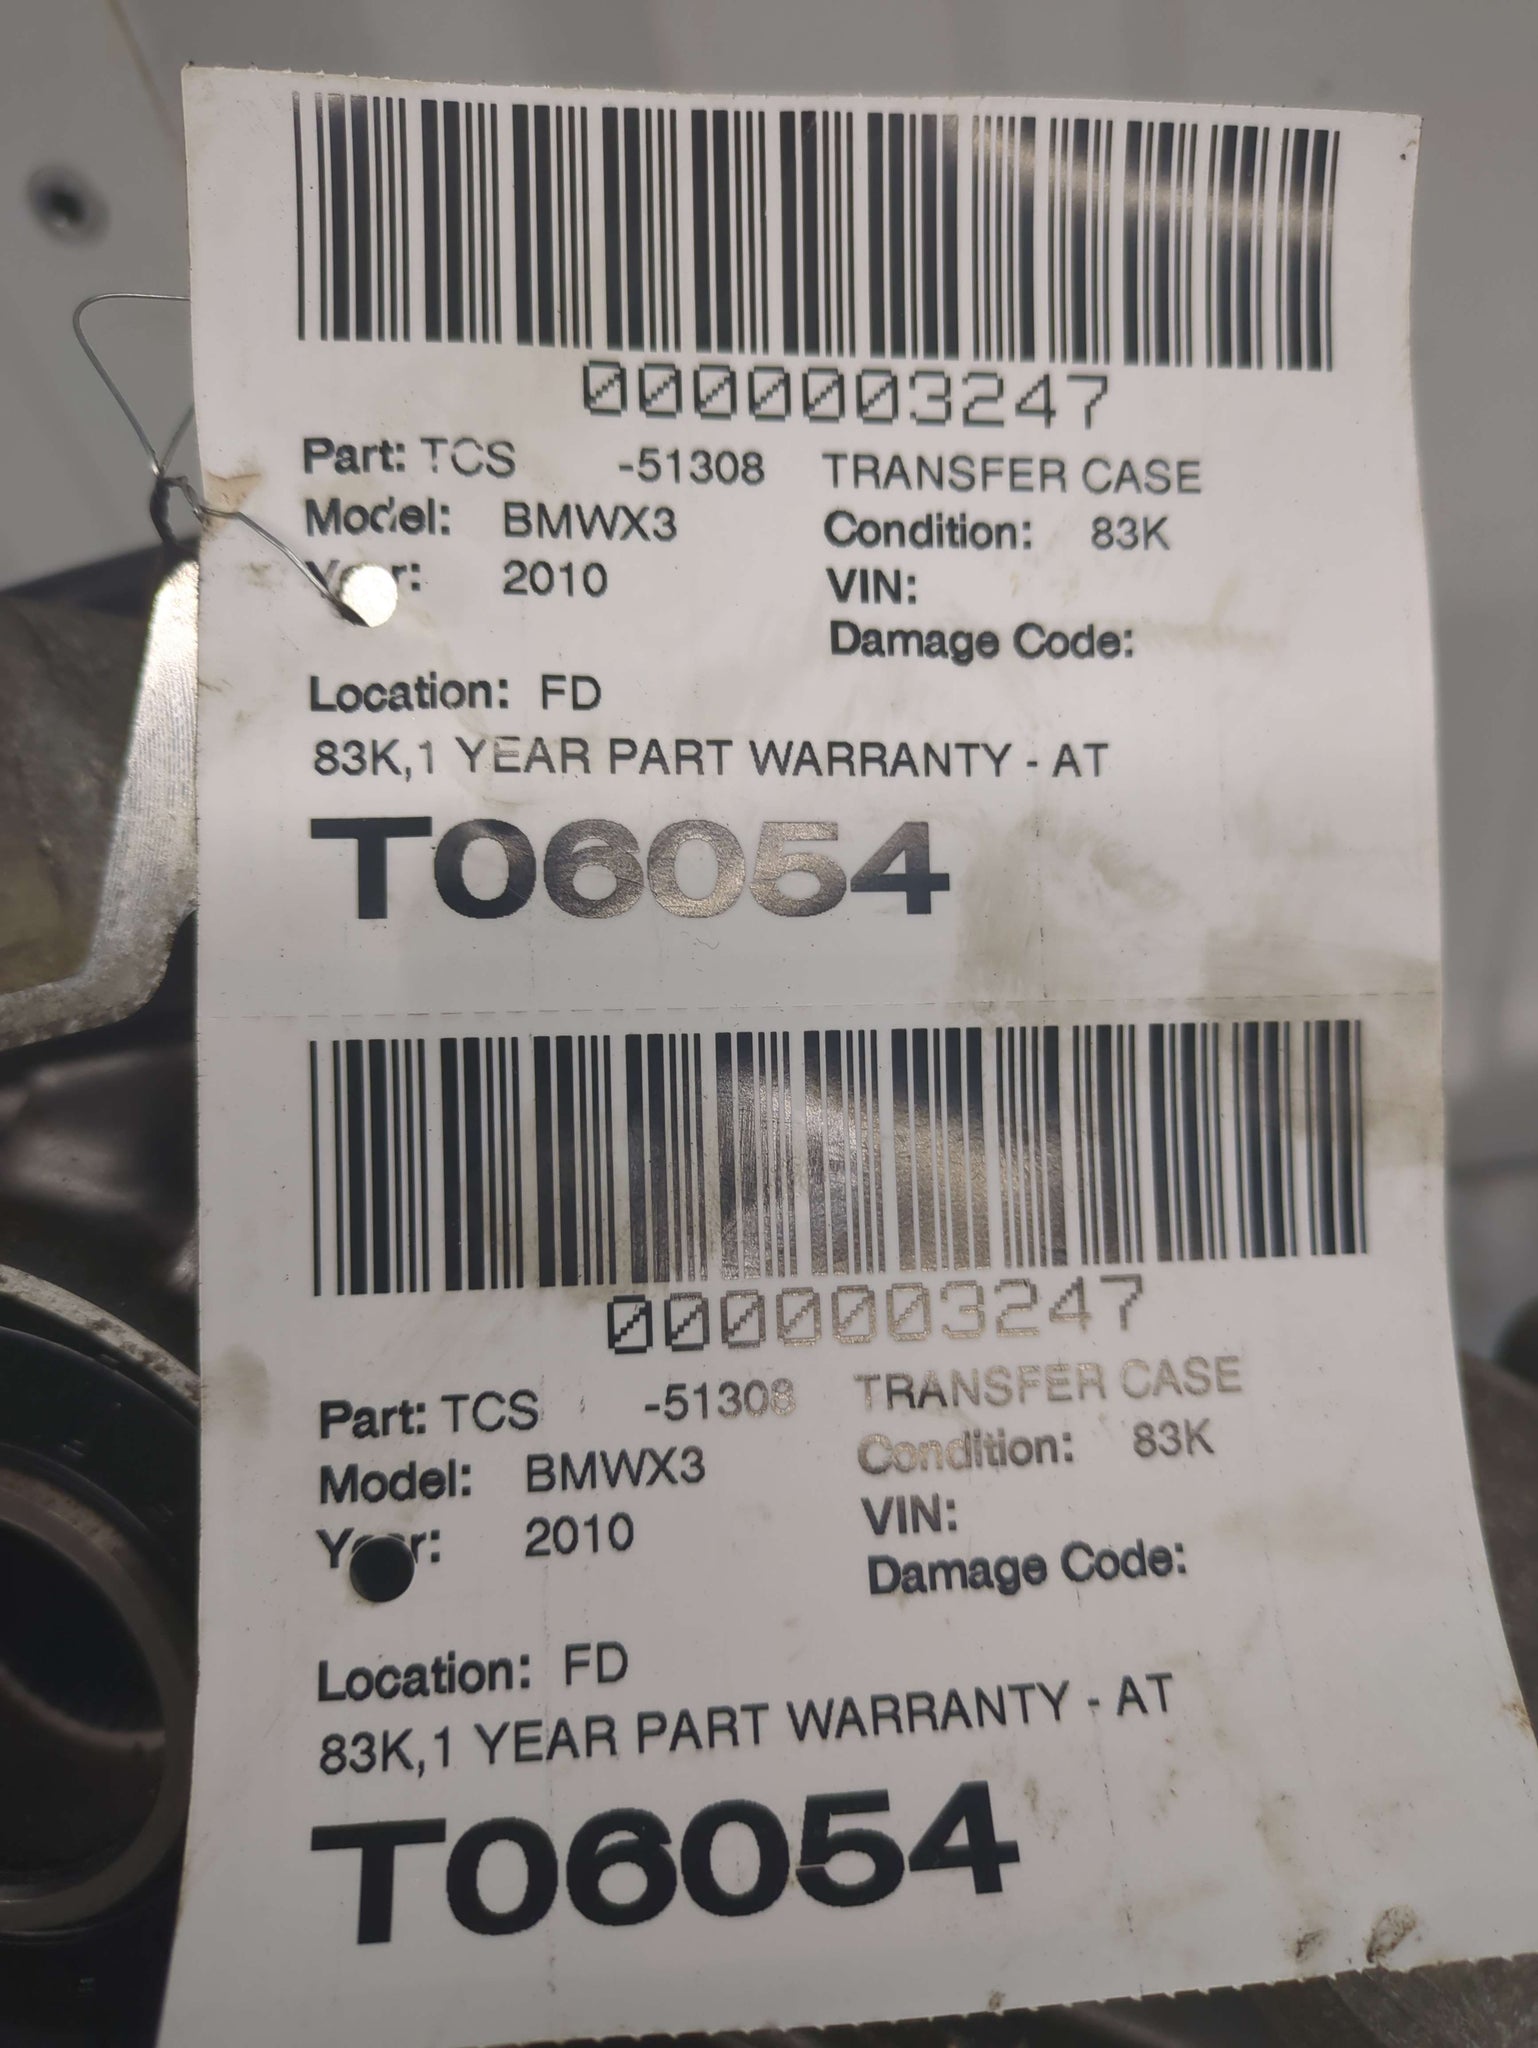 0000003247
Part: TCS -51308 TRANSFER CASE
Model: BMWX3 Condition: 83K
Year: 2010 VIN:
Damage Code:
Location: FD
83K,1 YEAR PART WARRANTY - AT
T06054
0000003247
Part: TCS -51308 TRANSFER CASE
Model: BMWX3 Condition: 83K
Year: 2010 VIN:
Damage Code:
Location: FD
83K,1 YEAR PART WARRANTY - AT
T06054